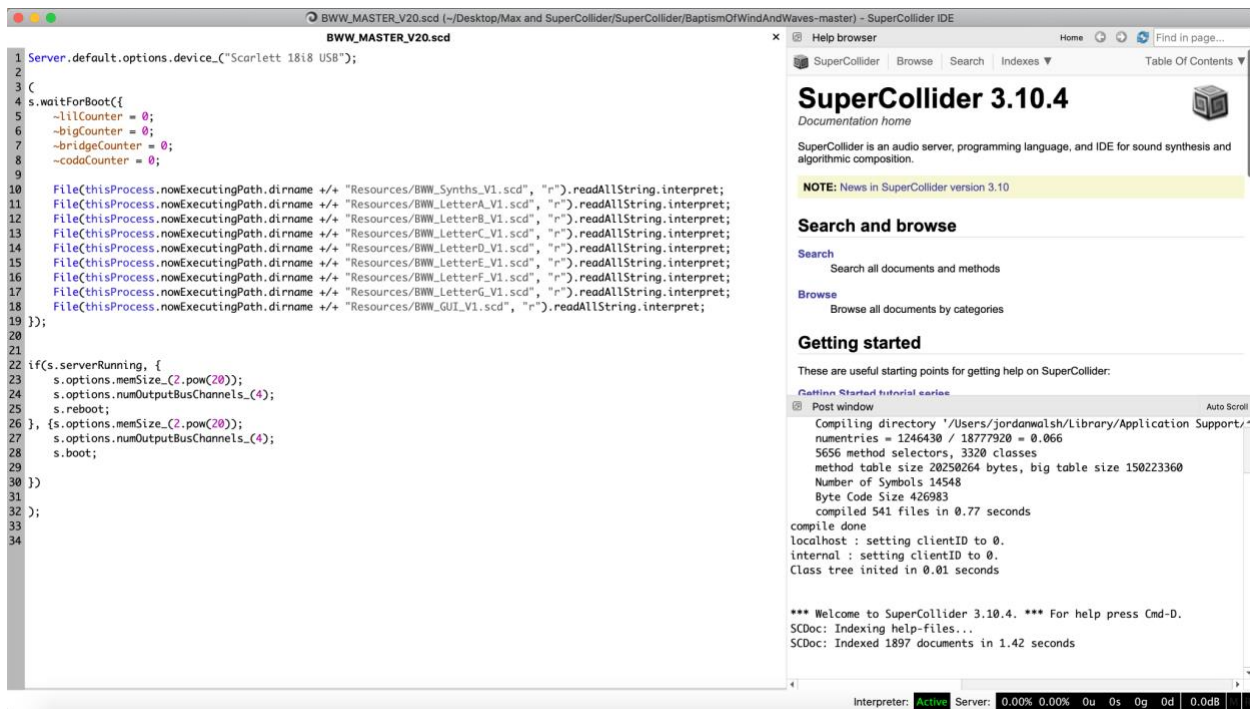 BWW_MASTER_V20.scd (~/Desktop/Max and SuperCollider/SuperCollider/BaptismOfWindAndWaves-master) - SuperCollider IDE
BWW_MASTER_V20.scd
1 Server.default.options.device_("Scarlett 18i8 USB");
2
3 (
4 s.waitForBoot({
5 ~lilCounter = 0;
6 ~bigCounter = 0;
7 ~bridgeCounter = 0;
8 ~codaCounter = 0;
9
10 File(thisProcess.nowExecutingPath.dirname +/+ "Resources/BWW_Synths_V1.scd", "r").readAllString.interpret;
11 File(thisProcess.nowExecutingPath.dirname +/+ "Resources/BWW_LetterA_V1.scd", "r").readAllString.interpret;
12 File(thisProcess.nowExecutingPath.dirname +/+ "Resources/BWW_LetterB_V1.scd", "r").readAllString.interpret;
13 File(thisProcess.nowExecutingPath.dirname +/+ "Resources/BWW_LetterC_V1.scd", "r").readAllString.interpret;
14 File(thisProcess.nowExecutingPath.dirname +/+ "Resources/BWW_LetterD_V1.scd", "r").readAllString.interpret;
15 File(thisProcess.nowExecutingPath.dirname +/+ "Resources/BWW_LetterE_V1.scd", "r").readAllString.interpret;
16 File(thisProcess.nowExecutingPath.dirname +/+ "Resources/BWW_LetterF_V1.scd", "r").readAllString.interpret;
17 File(thisProcess.nowExecutingPath.dirname +/+ "Resources/BWW_LetterG_V1.scd", "r").readAllString.interpret;
18 File(thisProcess.nowExecutingPath.dirname +/+ "Resources/BWW_GUI_V1.scd", "r").readAllString.interpret;
19 });
20
21
22 if(s.serverRunning, {
23 s.options.memSize_(2.pow(20));
24 s.options.numOutputBusChannels_(4);
25 s.reboot;
26 }, {s.options.memSize_(2.pow(20));
27 s.options.numOutputBusChannels_(4);
28 s.boot;
29
30 })
31
32 );
33
34
Help browser Home Find in page...
SuperCollider Browse Search Indexes ▼ Table Of Contents ▼
SuperCollider 3.10.4
Documentation home
SuperCollider is an audio server, programming language, and IDE for sound synthesis and
algorithmic composition.
NOTE: News in SuperCollider version 3.10
Search and browse
Search
Search all documents and methods
Browse
Browse all documents by categories
Getting started
These are useful starting points for getting help on SuperCollider:
Getting Started tutorial series
Post window Auto Scroll
Compiling directory '/Users/jordanwalsh/Library/Application Support/
numentries = 1246430 / 18777920 = 0.066
5656 method selectors, 3320 classes
method table size 20250264 bytes, big table size 150223360
Number of Symbols 14548
Byte Code Size 426983
compiled 541 files in 0.77 seconds
compile done
localhost : setting clientID to 0.
internal : setting clientID to 0.
Class tree inited in 0.01 seconds
*** Welcome to SuperCollider 3.10.4. *** For help press Cmd-D.
SCDoc: Indexing help-files...
SCDoc: Indexed 1897 documents in 1.42 seconds
Interpreter: Active Server: 0.00% 0.00% 0u 0s 0g 0d 0.0dB